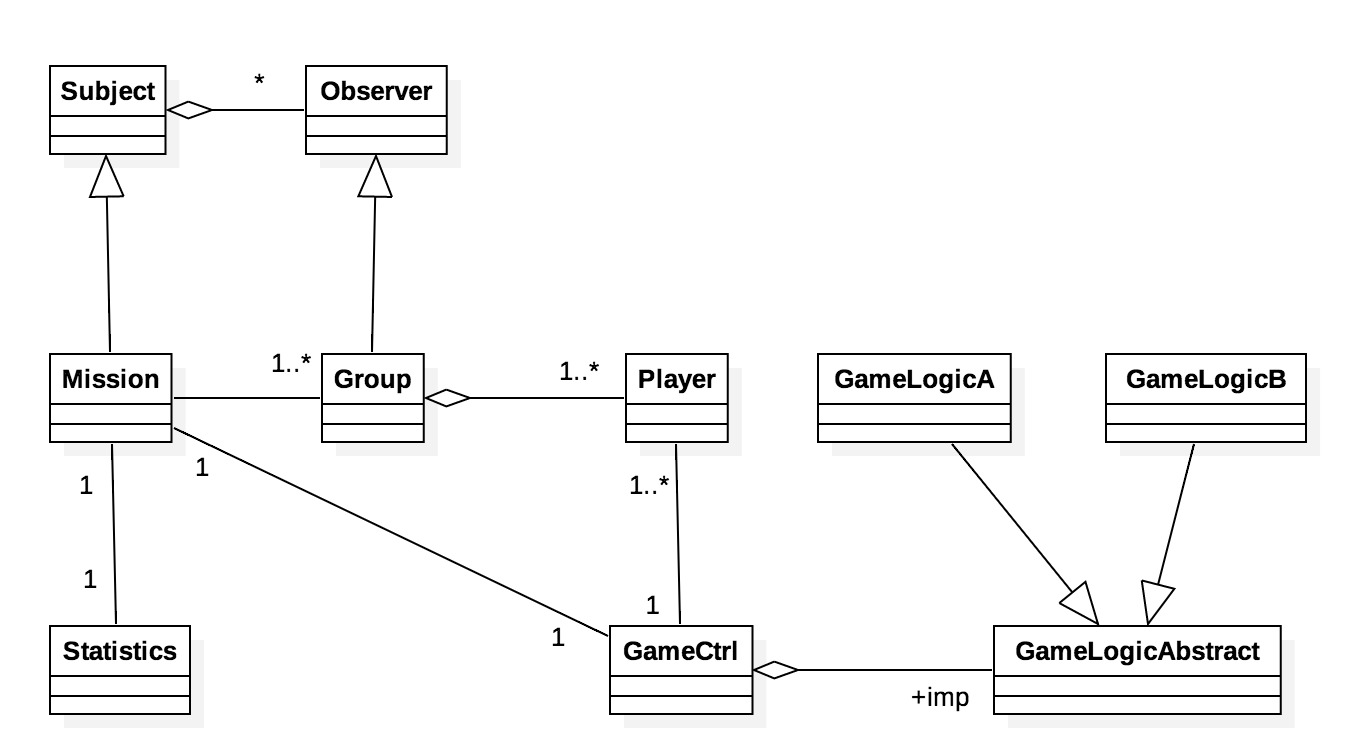 *
Subject
Observer
1..*
1..*
Mission
Group
Player
GameLogicA
GameLogicB
1
1
1..*
1
1
1
Statistics
GameCtrl
GameLogicAbstract
+imp